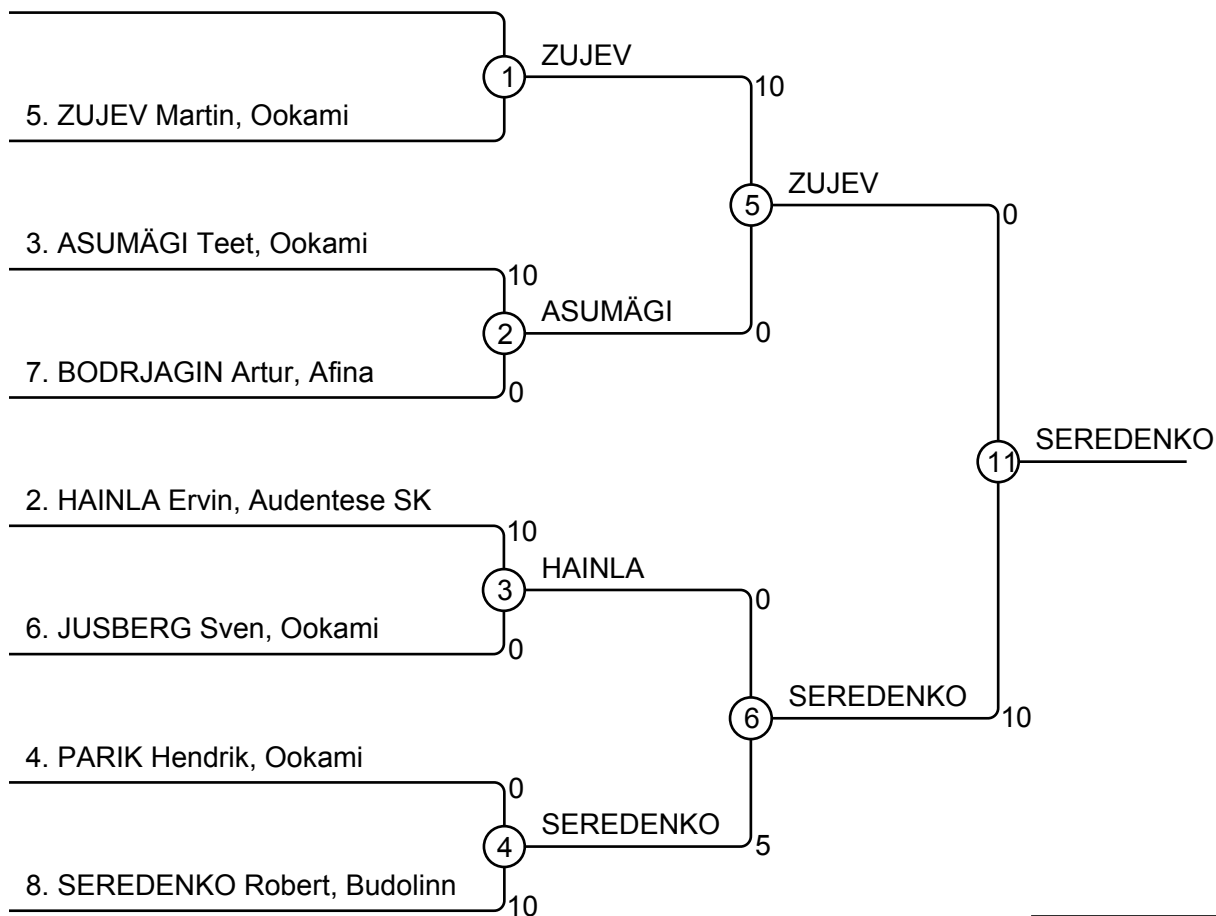 ZUJEV
1
10
5. ZUJEV Martin, Ookami
ZUJEV
5
0
3. ASUMÄGI Teet, Ookami
10
ASUMÄGI
2
0
7. BODRJAGIN Artur, Afina
0
SEREDENKO
11
2. HAINLA Ervin, Audentese SK
10
HAINLA
3
0
6. JUSBERG Sven, Ookami
0
SEREDENKO
6
10
4. PARIK Hendrik, Ookami
0
SEREDENKO
4
5
8. SEREDENKO Robert, Budolinn
10